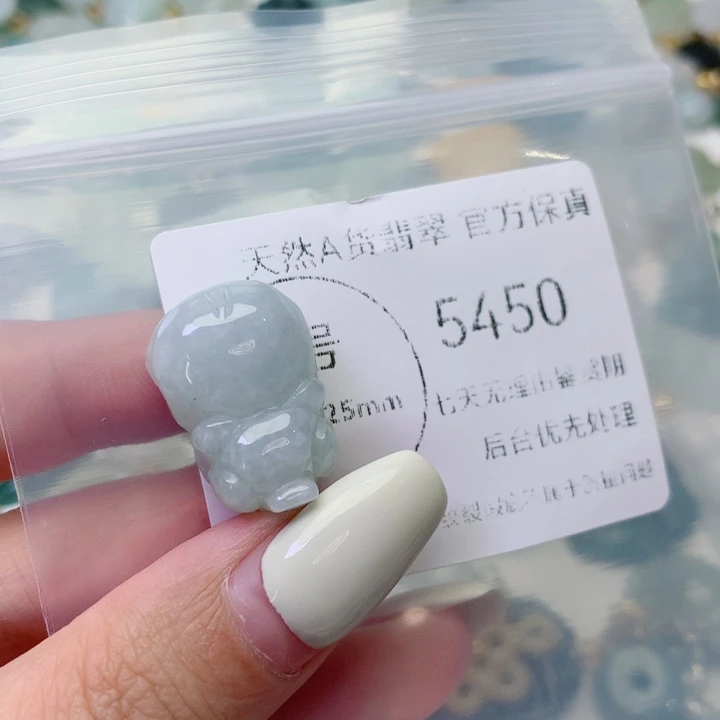 天然A货翡翠 官方保真
号
5450
25mm
七天无理由鉴赏期
后台优先处理